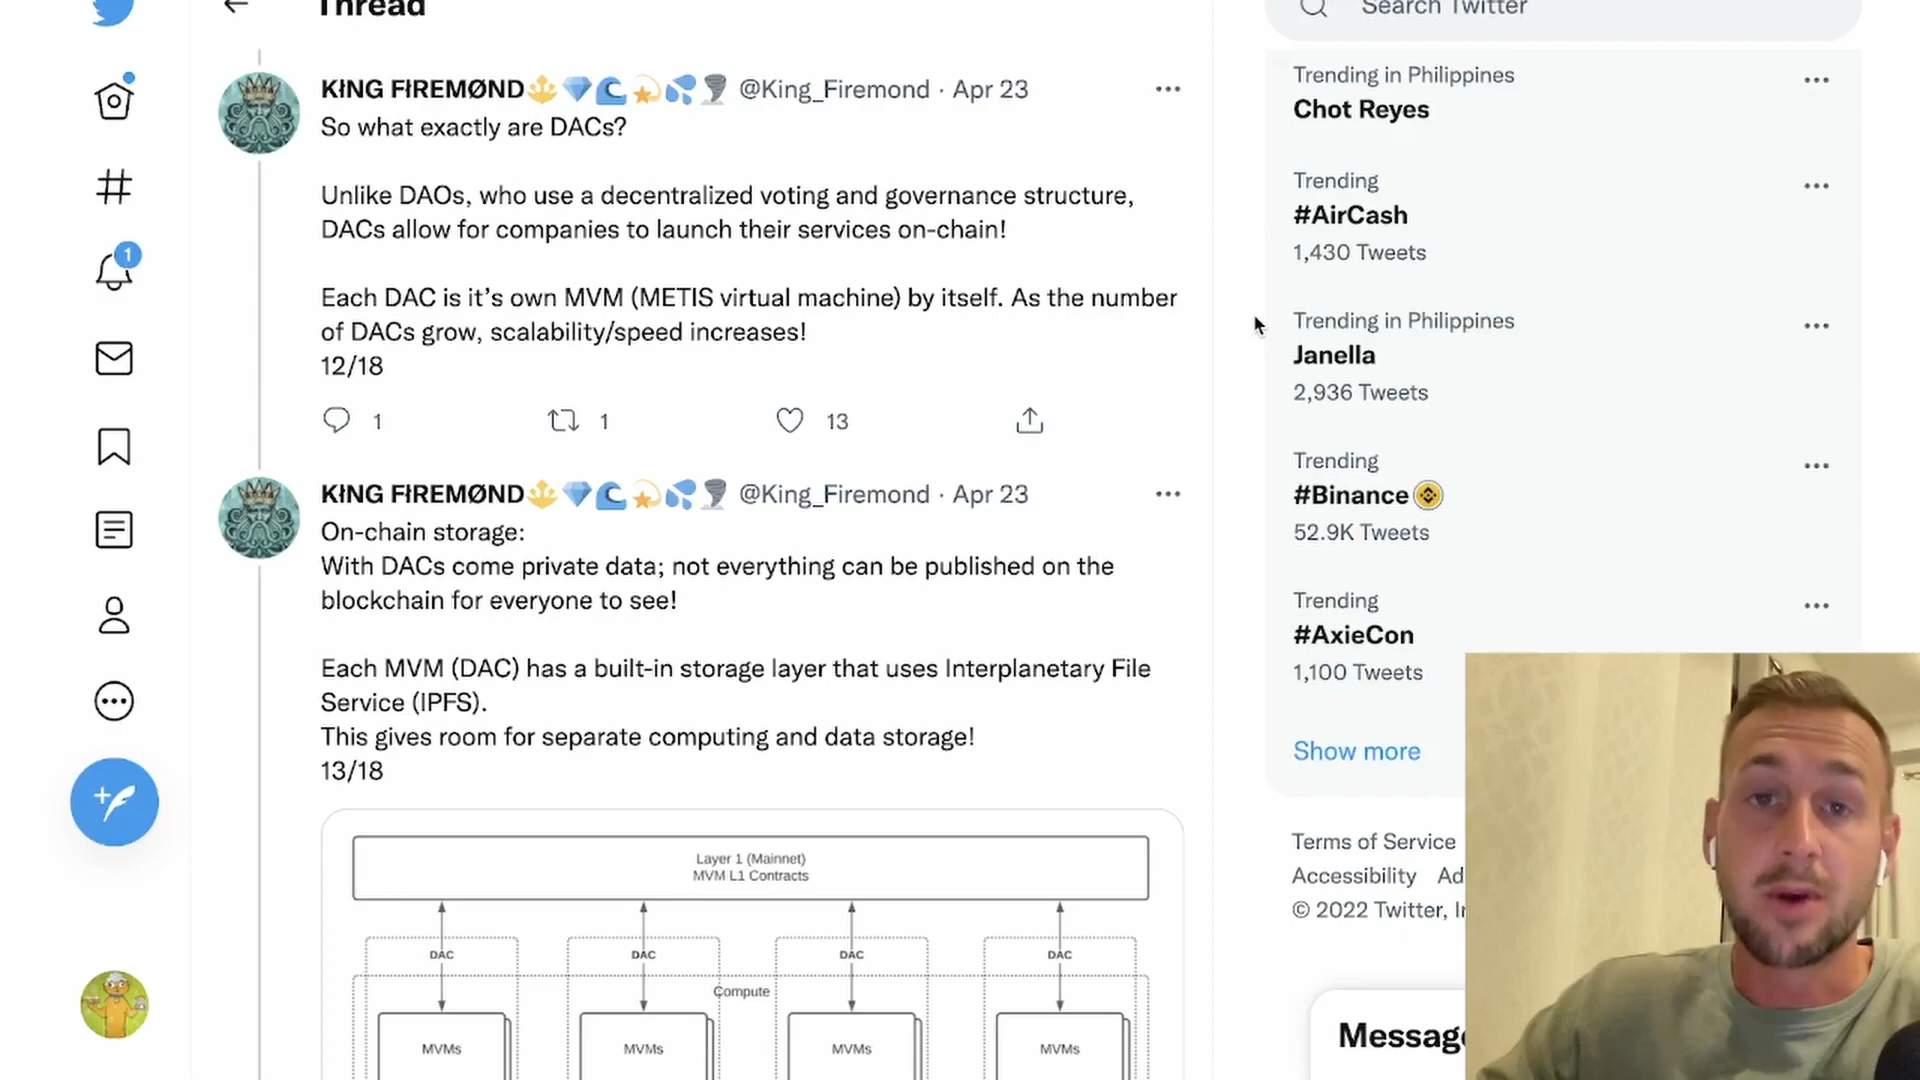 Thread
Search Twitter
KłNG FłREMØND @King_Firemond · Apr 23
So what exactly are DACs?
Unlike DAOs, who use a decentralized voting and governance structure,
DACs allow for companies to launch their services on-chain!
Each DAC is it’s own MVM (METIS virtual machine) by itself. As the number
of DACs grow, scalability/speed increases!
12/18
1
1
13
KłNG FłREMØND @King_Firemond · Apr 23
On-chain storage:
With DACs come private data; not everything can be published on the
blockchain for everyone to see!
Each MVM (DAC) has a built-in storage layer that uses Interplanetary File
Service (IPFS).
This gives room for separate computing and data storage!
13/18
Layer 1 (Mainnet)
MVM L1 Contracts
DAC
DAC
DAC
DAC
Compute
MVMs
MVMs
MVMs
MVMs
1
Trending in Philippines
Chot Reyes
Trending
#AirCash
1,430 Tweets
Trending in Philippines
Janella
2,936 Tweets
Trending
#Binance
52.9K Tweets
Trending
#AxieCon
1,100 Tweets
Show more
Terms of Service
Accessibility Ad
© 2022 Twitter, I
Messag